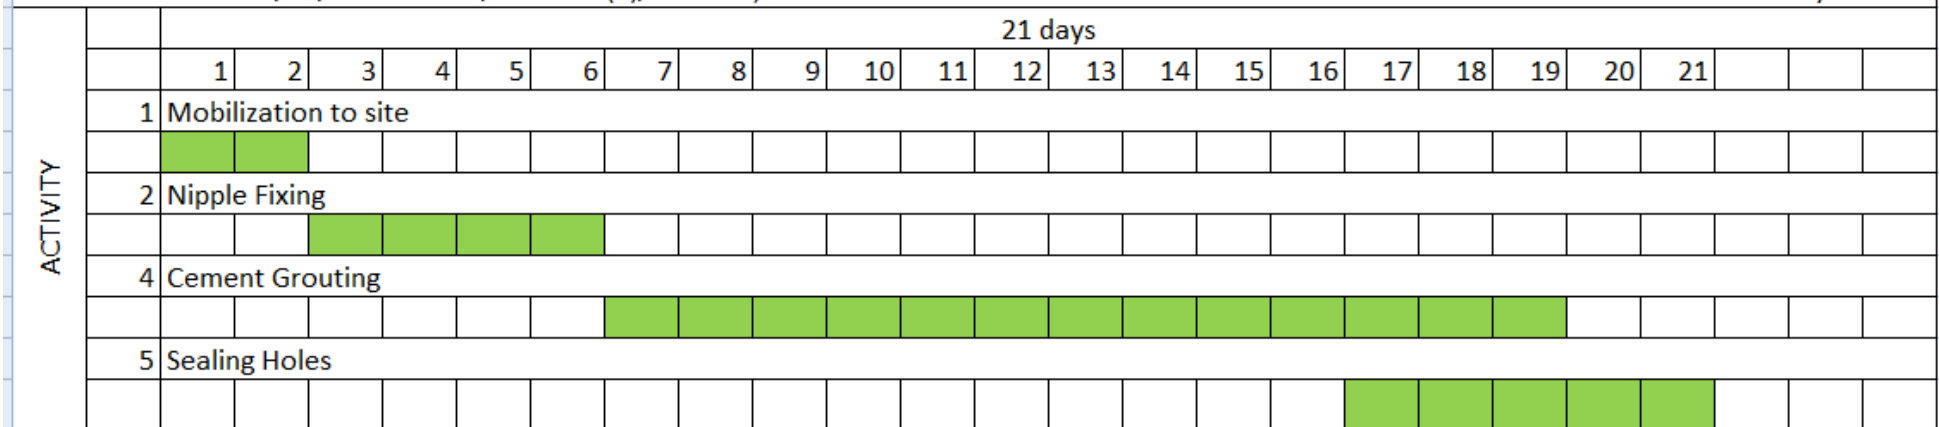 21 days
1 2 3 4 5 6 7 8 9 10 11 12 13 14 15 16 17 18 19 20 21
ACTIVITY
1 Mobilization to site
2 Nipple Fixing
4 Cement Grouting
5 Sealing Holes